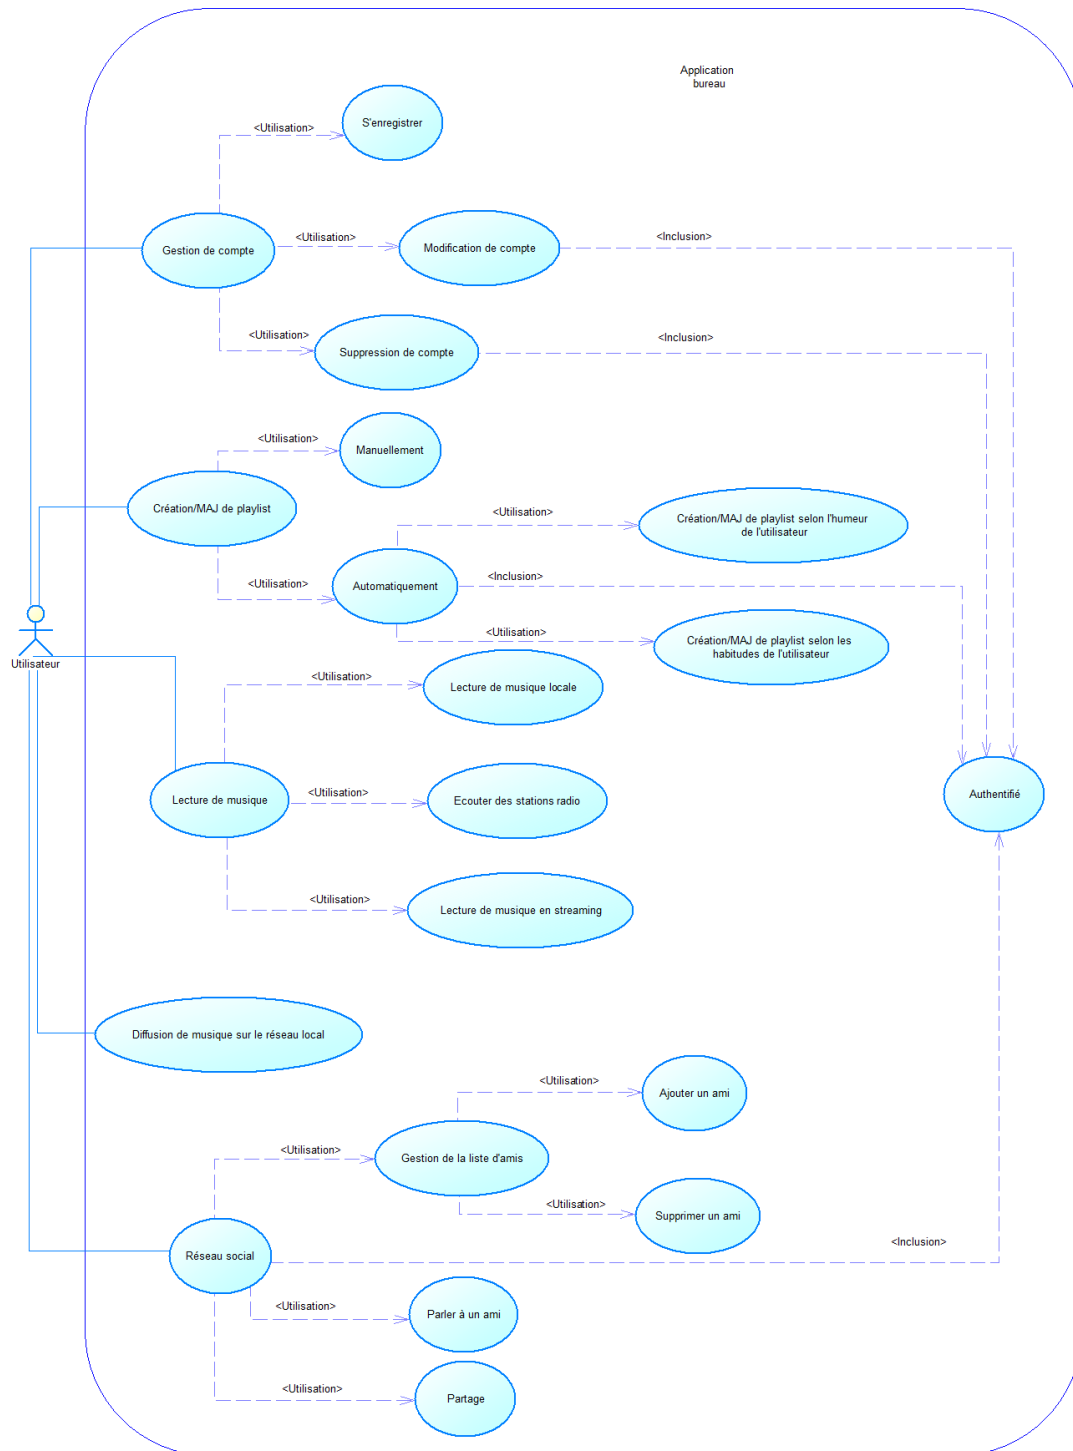 Application
bureau
S'enregistrer
<Utilisation>
Gestion de compte
<Utilisation>
Modification de compte
<Inclusion>
<Utilisation>
Suppression de compte
<Inclusion>
<Utilisation>
Manuellement
Création/MAJ de playlist
<Utilisation>
Création/MAJ de playlist selon l'humeur
de l'utilisateur
<Utilisation>
Automatiquement
<Inclusion>
<Utilisation>
Création/MAJ de playlist selon les
habitudes de l'utilisateur
Utilisateur
<Utilisation>
Lecture de musique locale
Lecture de musique
<Utilisation>
Ecouter des stations radio
Authentifié
<Utilisation>
Lecture de musique en streaming
Diffusion de musique sur le réseau local
<Utilisation>
Ajouter un ami
<Utilisation>
Gestion de la liste d'amis
<Utilisation>
Supprimer un ami
Réseau social
<Inclusion>
<Utilisation>
Parler à un ami
<Utilisation>
Partage